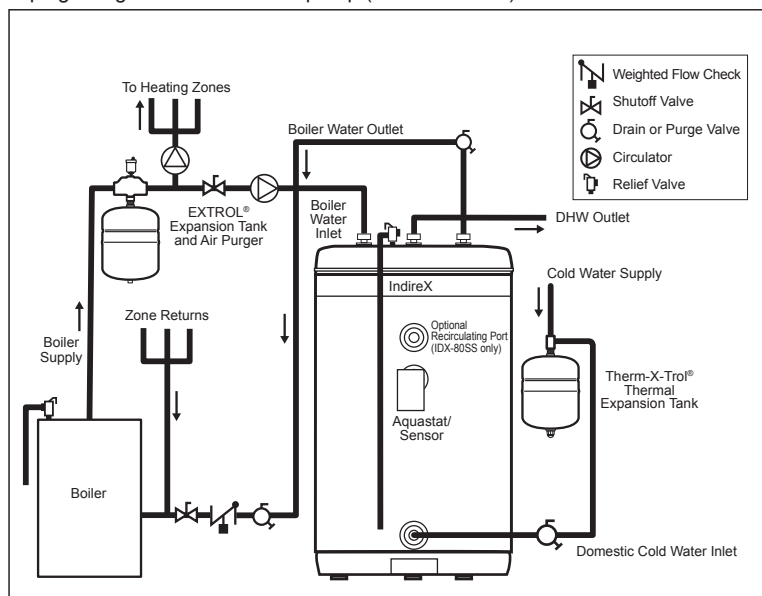 To Heating Zones
Boiler Water Outlet
Weighted Flow Check
Shutoff Valve
Drain or Purge Valve
Circulator
Relief Valve
EXTROL®
Expansion Tank
and Air Purger
Boiler
Water
Inlet
DHW Outlet
IndireX
Cold Water Supply
Zone Returns
Boiler
Supply
Optional
Recirculating Port
(IDX-80SS only)
Therm-X-Trol®
Thermal
Expansion Tank
Aquastat/
Sensor
Boiler
Domestic Cold Water Inlet